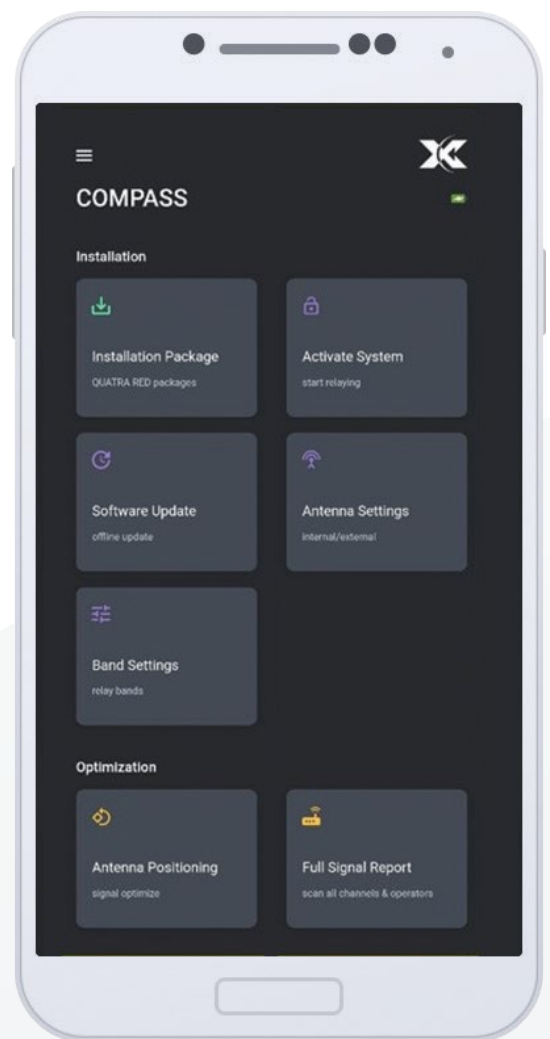 COMPASS
Installation
Installation Package
QUATRA RED packages
Activate System
start relaying
Software Update
offline update
Antenna Settings
internal/external
Band Settings
relay bands
Optimization
Antenna Positioning
signal optimize
Full Signal Report
scan all channels & operators